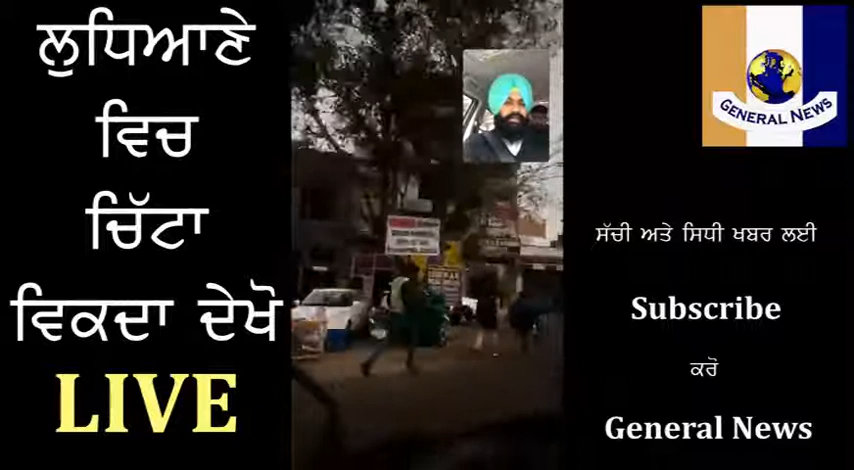 ਲੁਧਿਆਣੇ
ਵਿਚ
ਚਿੱਟਾ
ਵਿਕਦਾ ਦੇਖੋ
LIVE
GENERAL NEWS
ਸੱਚੀ ਅਤੇ ਸਿਧੀ ਖਬਰ ਲਈ
Subscribe
ਕਰੋ
General News